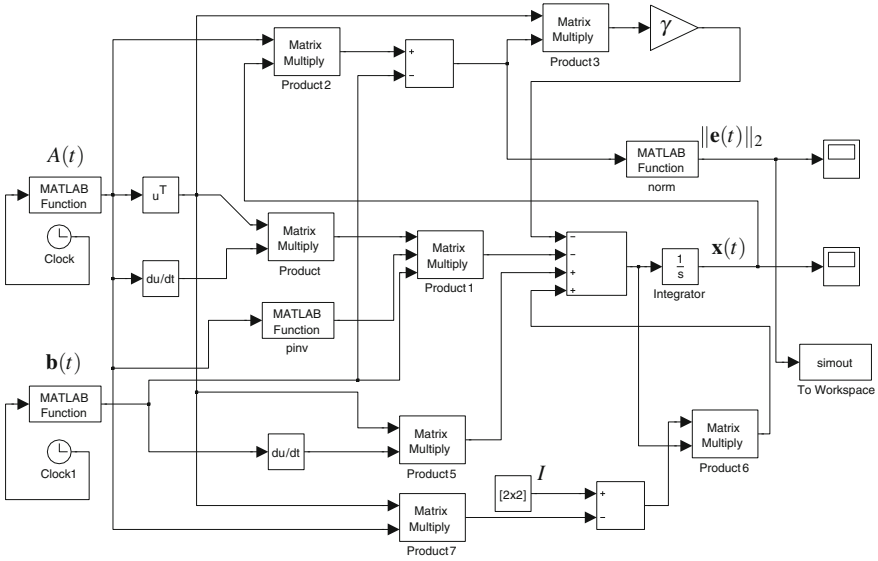 Matrix
Multiply
Product2
+
−
Matrix
Multiply
Product3
γ
A(t)
MATLAB
Function
Clock
u^T
du/dt
Matrix
Multiply
Product
MATLAB
Function
pinv
Matrix
Multiply
Product1
−
−
+
+
MATLAB
Function
norm
||e(t)||₂
1
s
Integrator
x(t)
simout
To Workspace
b(t)
MATLAB
Function
Clock1
du/dt
Matrix
Multiply
Product5
Matrix
Multiply
Product7
[2x2]
I
+
−
Matrix
Multiply
Product6